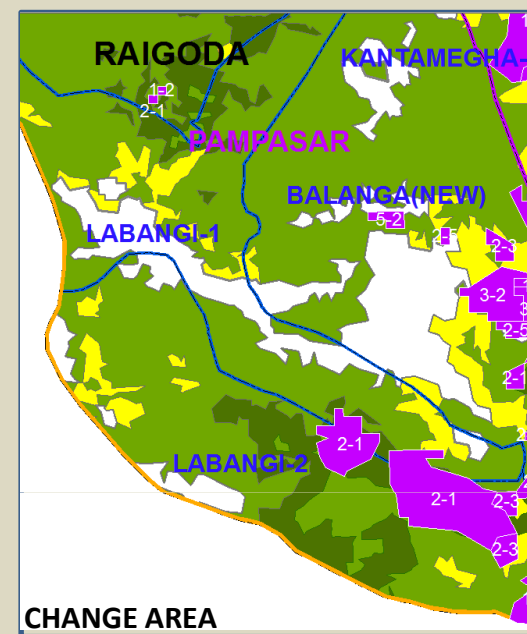 RAIGODA
KANTAMEGHA-
1-2
2-1
PAMPASAR
BALANGA(NEW)
5-2
LABANGI-1
3-2
2-5
2-1
2-1
LABANGI-2
2-1
2-3
2-3
CHANGE AREA